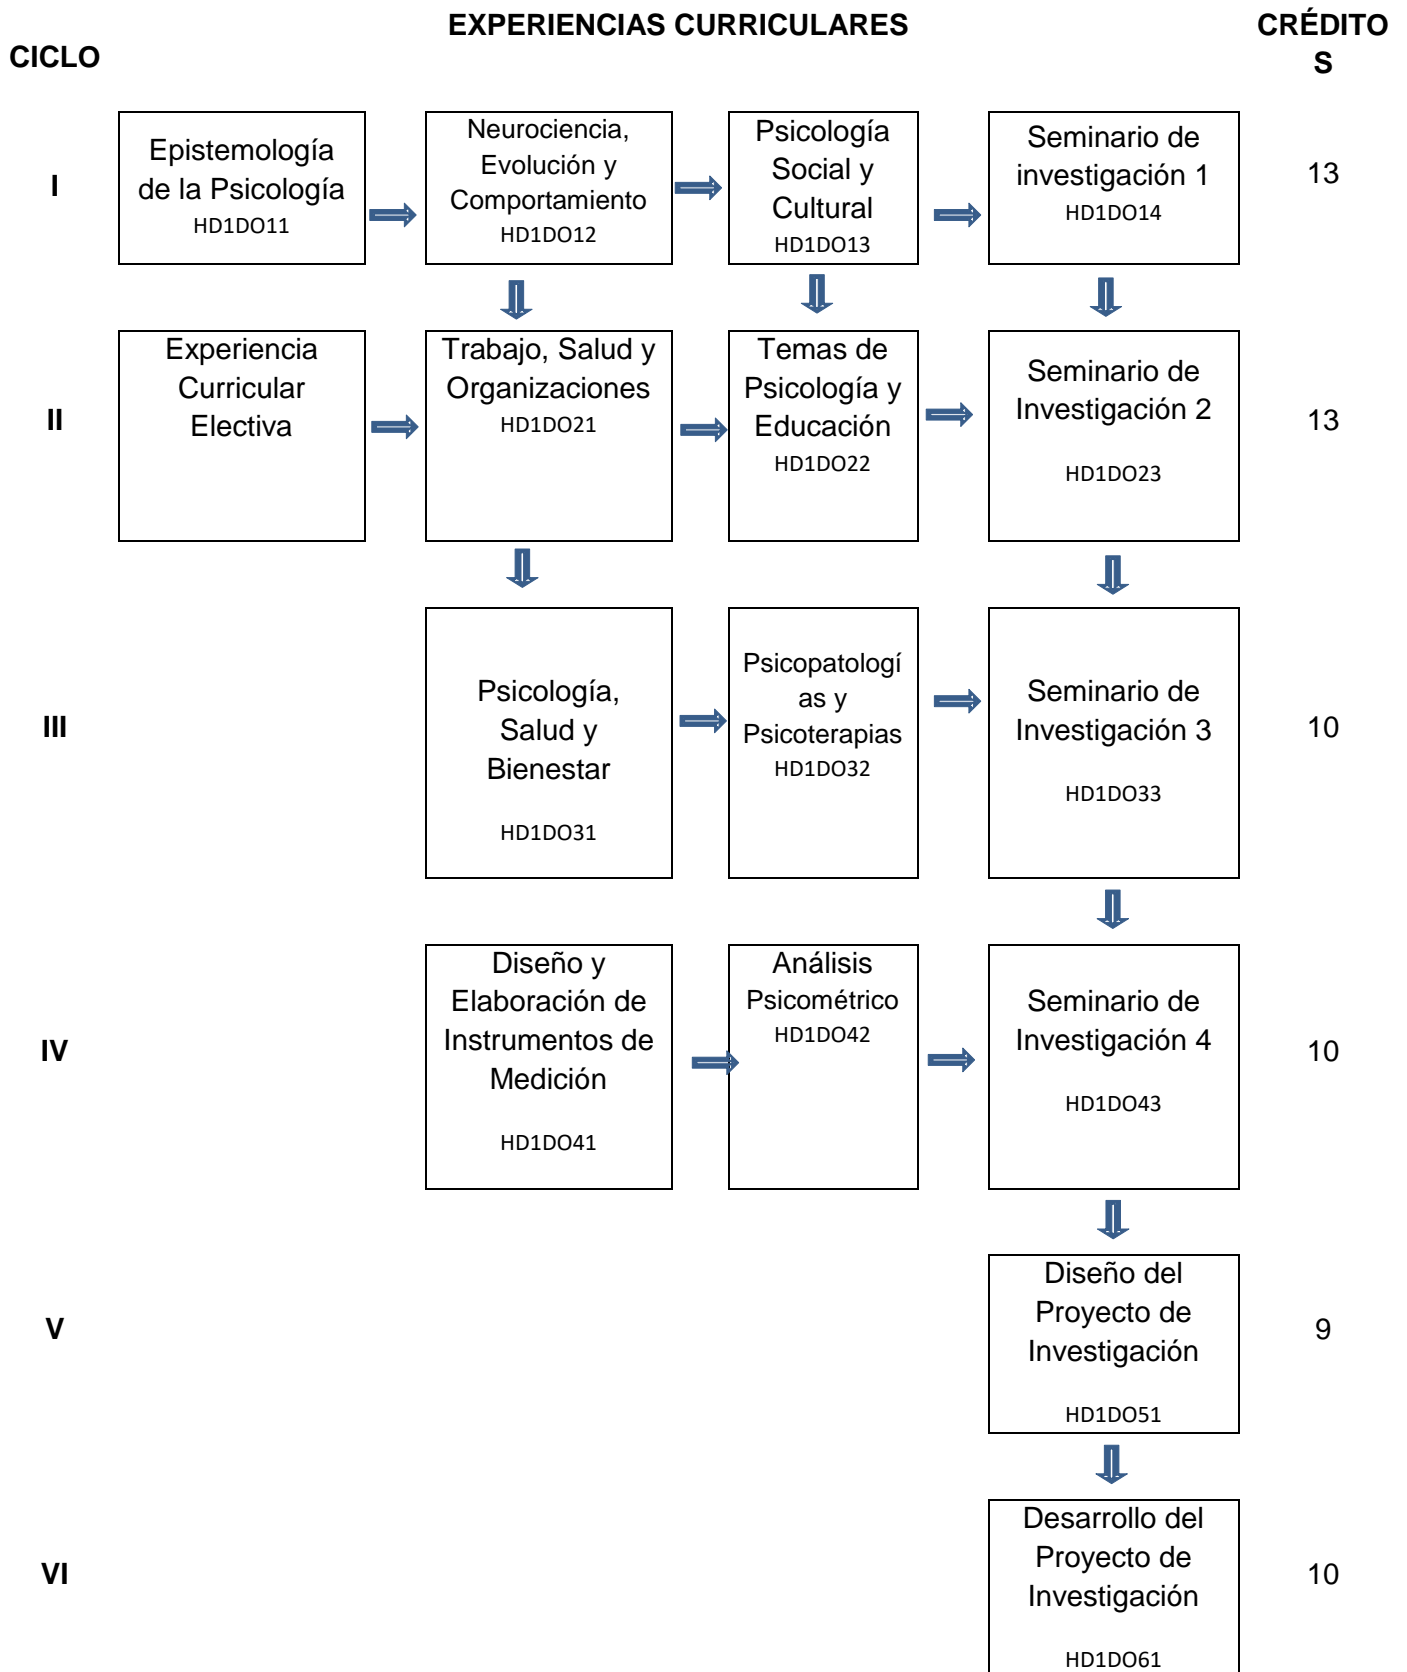 EXPERIENCIAS CURRICULARES
CRÉDITO
S
CICLO
I
Epistemología
de la Psicología
HD1DO11
Neurociencia,
Evolución y
Comportamiento
HD1DO12
Psicología
Social y
Cultural
HD1DO13
Seminario de
investigación 1
HD1DO14
13
II
Experiencia
Curricular
Electiva
Trabajo, Salud y
Organizaciones
HD1DO21
Temas de
Psicología y
Educación
HD1DO22
Seminario de
Investigación 2
HD1DO23
13
III
Psicología,
Salud y
Bienestar
HD1DO31
Psicopatologí
as y
Psicoterapias
HD1DO32
Seminario de
Investigación 3
HD1DO33
10
IV
Diseño y
Elaboración de
Instrumentos de
Medición
HD1DO41
Análisis
Psicométrico
HD1DO42
Seminario de
Investigación 4
HD1DO43
10
V
Diseño del
Proyecto de
Investigación
HD1DO51
9
VI
Desarrollo del
Proyecto de
Investigación
HD1DO61
10